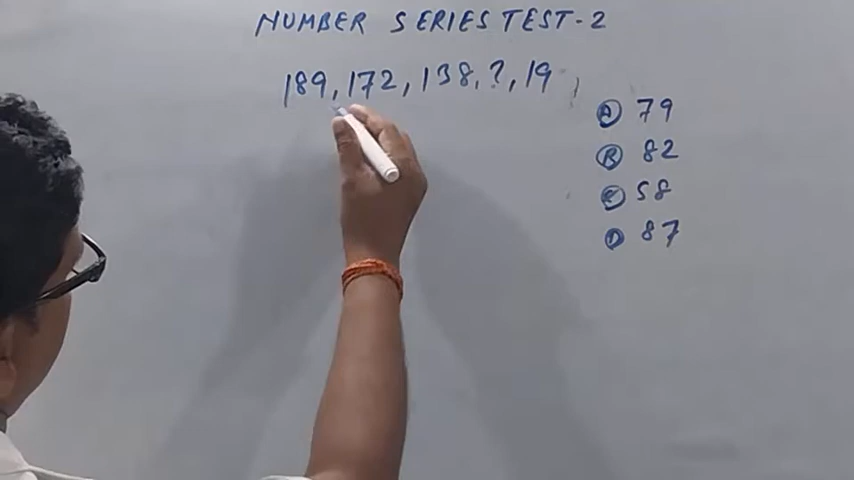 NUMBER SERIES TEST-2
189, 172, 138, ?, 19
A 79
B 82
C 58
D 87